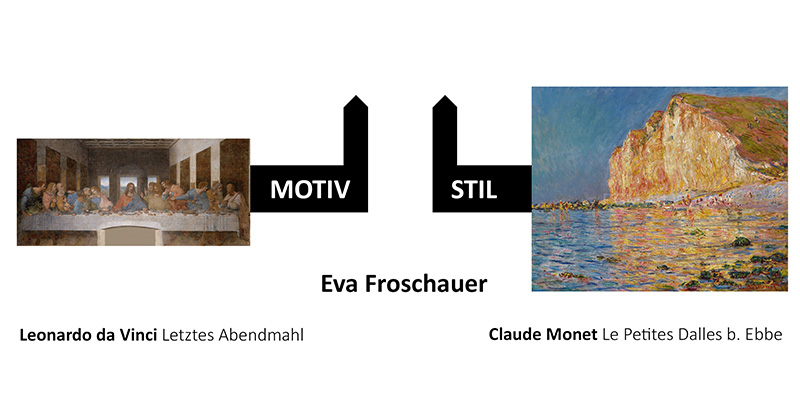 MOTIV
STIL
Eva Froschauer
Leonardo da Vinci Letztes Abendmahl
Claude Monet Le Petites Dalles b. Ebbe